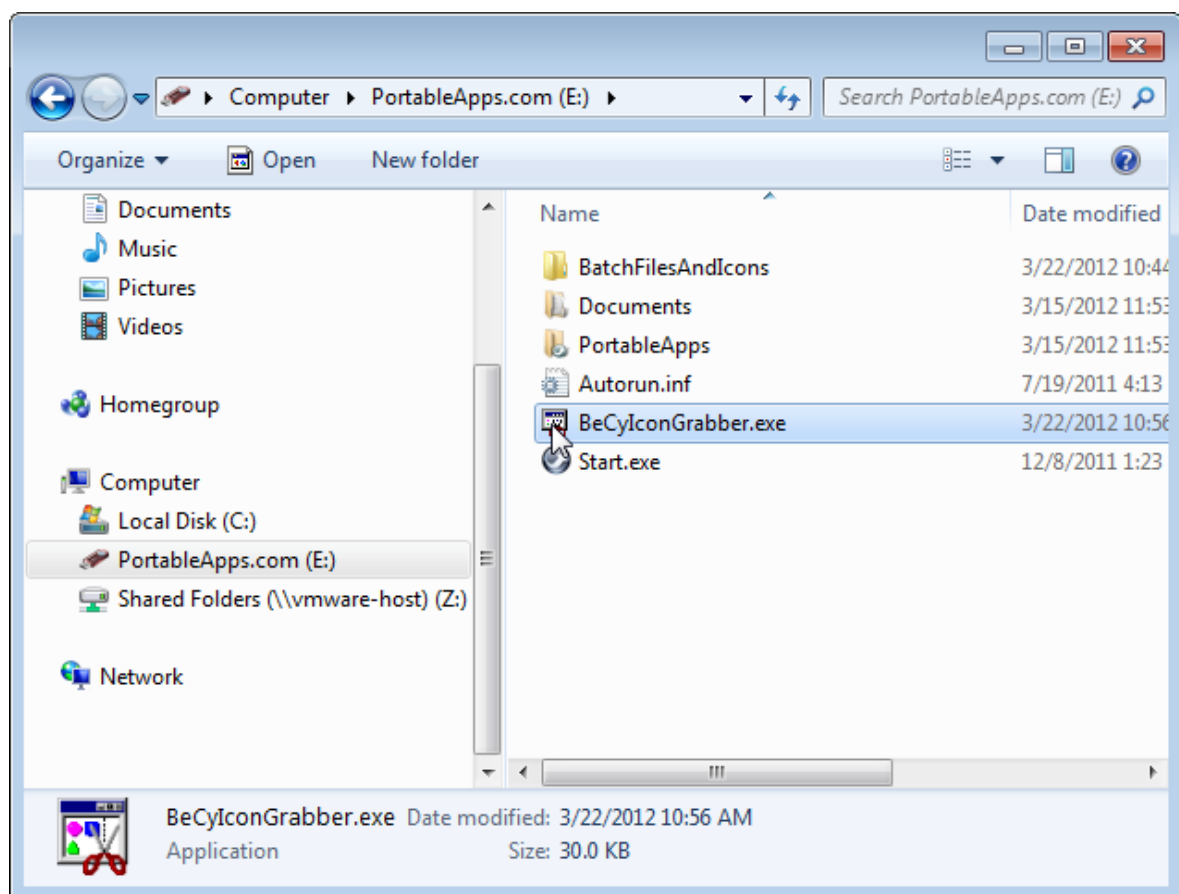 Computer PortableApps.com (E:) Search PortableApps.com (E:)
Organize Open New folder
Documents
Music
Pictures
Videos
Homegroup
Computer
Local Disk (C:)
PortableApps.com (E:)
Shared Folders (\\vmware-host) (Z:)
Network
Name Date modified
BatchFilesAndIcons 3/22/2012 10:44
Documents 3/15/2012 11:53
PortableApps 3/15/2012 11:53
Autorun.inf 7/19/2011 4:13
BeCyIconGrabber.exe 3/22/2012 10:56
Start.exe 12/8/2011 1:23
BeCyIconGrabber.exe Date modified: 3/22/2012 10:56 AM
Application Size: 30.0 KB